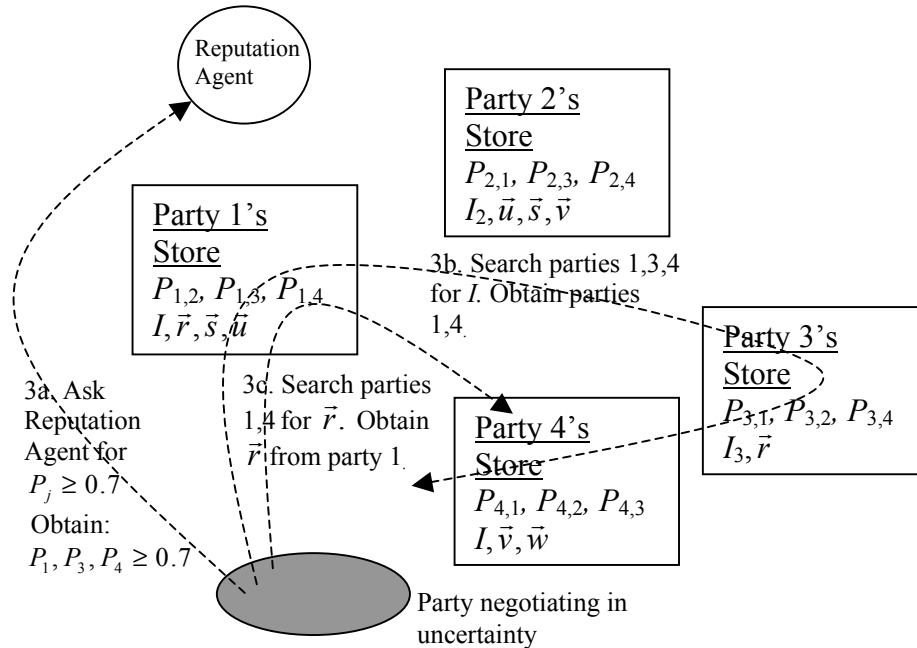 Reputation
Agent
Party 2's
Store
P2,1, P2,3, P2,4
I2, u⃗, s⃗, v⃗
Party 1's
Store
P1,2, P1,3, P1,4
I, r⃗, s⃗, u⃗
3b. Search parties 1,3,4
for I. Obtain parties
1,4.
Party 3's
Store
P3,1, P3,2, P3,4
I3, r⃗
3a. Ask
Reputation
Agent for
Pj ≥ 0.7
Obtain:
P1, P3, P4 ≥ 0.7
3c. Search parties
1,4 for r⃗. Obtain
r⃗ from party 1.
Party 4's
Store
P4,1, P4,2, P4,3
I, v⃗, w⃗
Party negotiating in
uncertainty